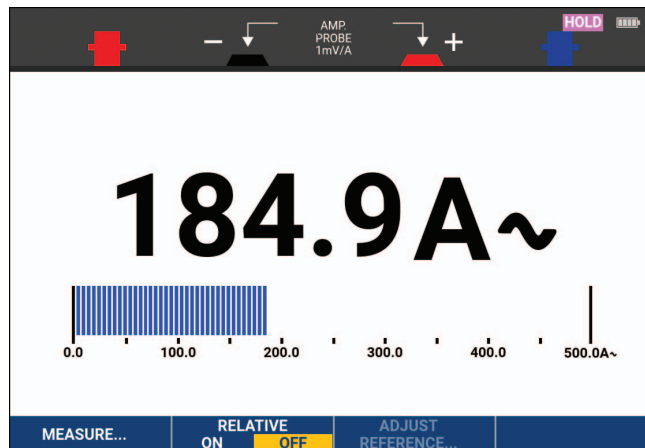 HOLD
AMP.
− PROBE +
1mV/A
184.9A~
0.0 100.0 200.0 300.0 400.0 500.0A~
MEASURE... RELATIVE ADJUST
ON OFF REFERENCE...